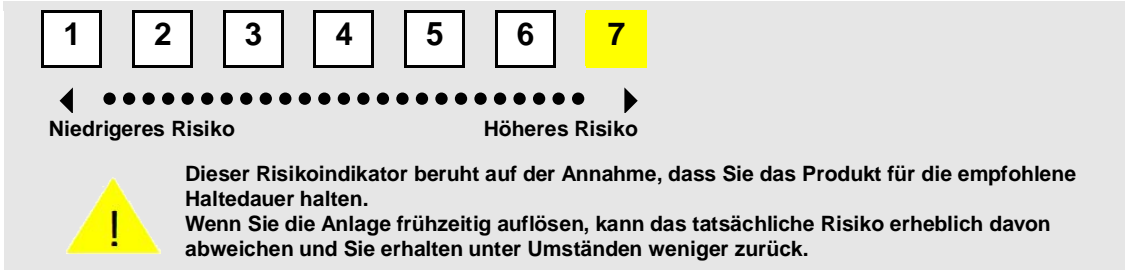 1 2 3 4 5 6 7
Niedrigeres Risiko Höheres Risiko
Dieser Risikoindikator beruht auf der Annahme, dass Sie das Produkt für die empfohlene
Haltedauer halten.
Wenn Sie die Anlage frühzeitig auflösen, kann das tatsächliche Risiko erheblich davon
abweichen und Sie erhalten unter Umständen weniger zurück.
!